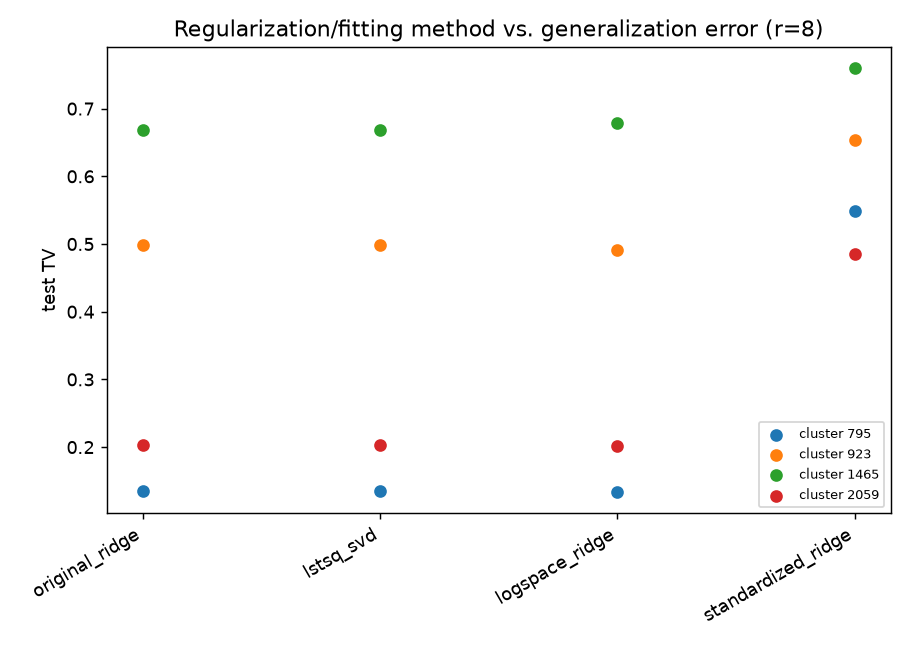 Regularization/fitting method vs. generalization error (r=8)
test TV
0.7
0.6
0.5
0.4
0.3
0.2
cluster 795
cluster 923
cluster 1465
cluster 2059
original_ridge
lstsq_svd
logspace_ridge
standardized_ridge